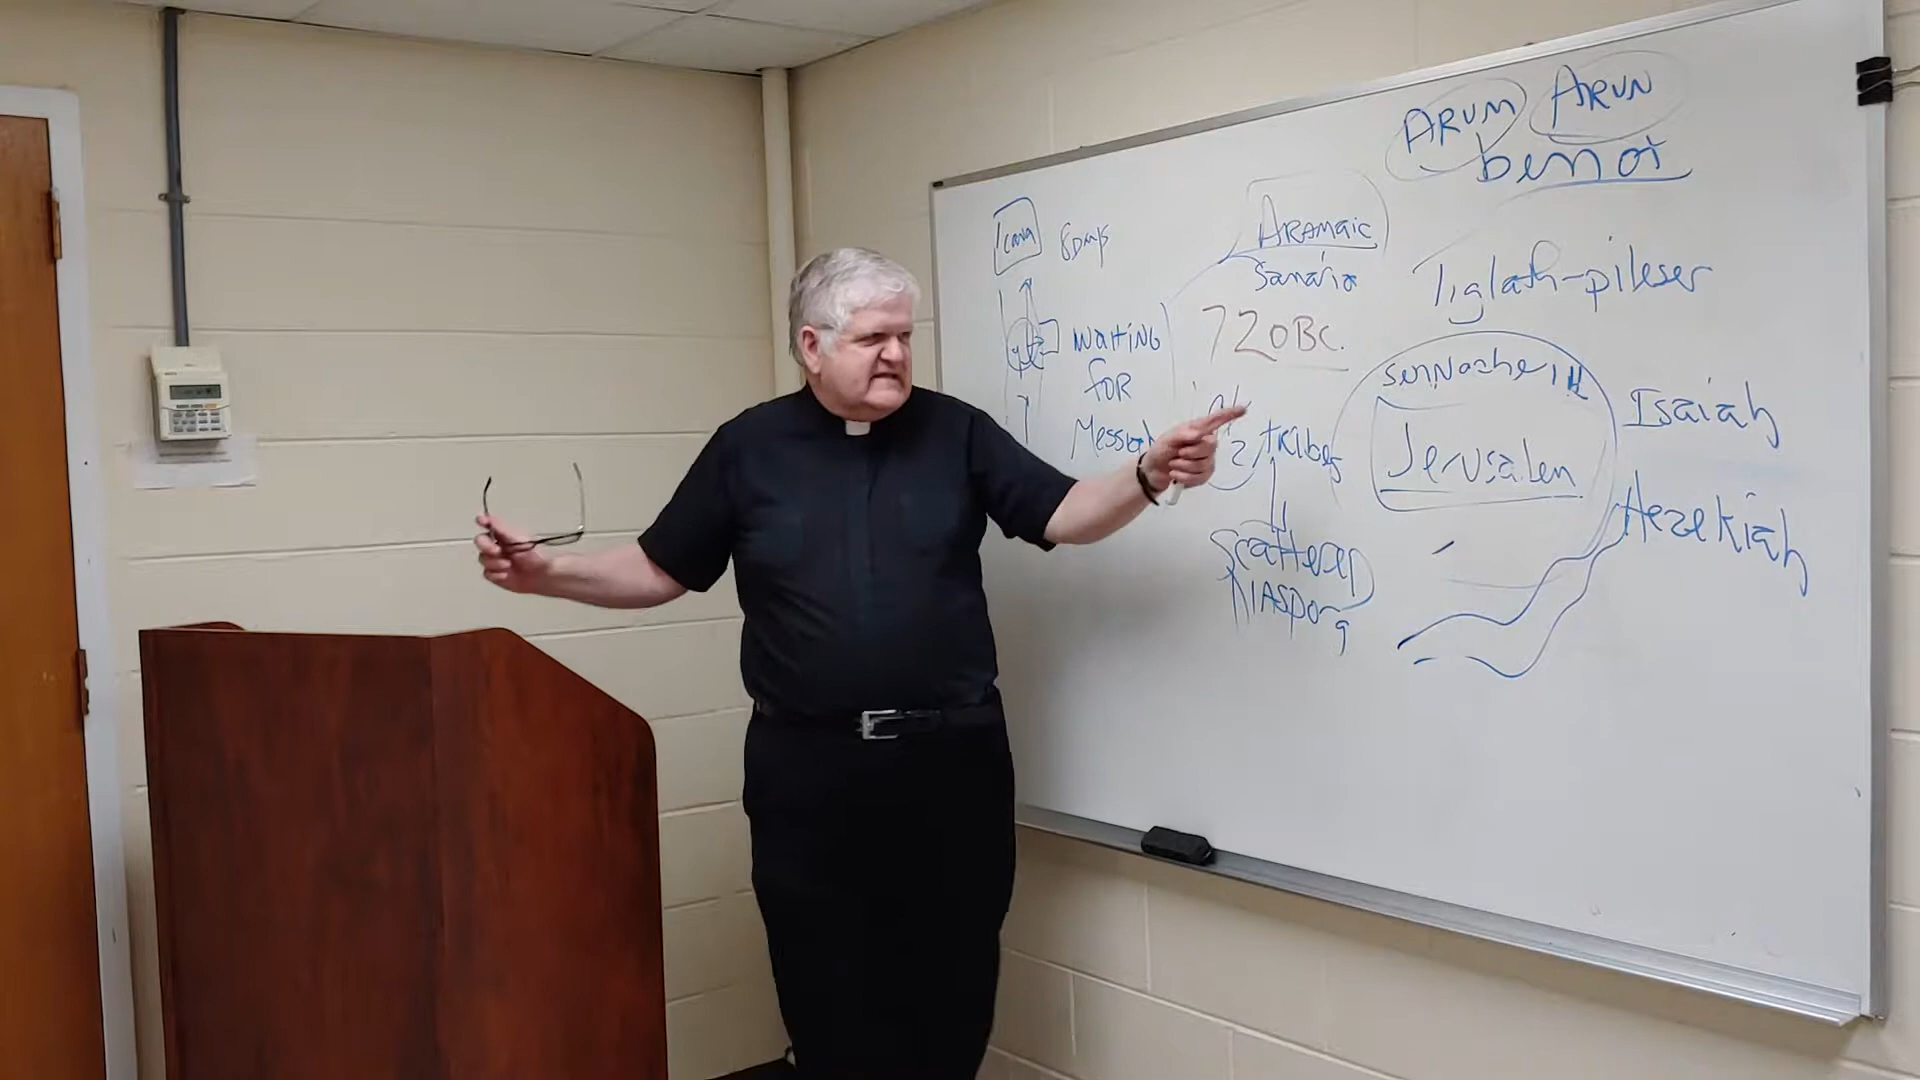 ARUM ARUN
benot
8 DAYS
ARAMAIC
Samaria
Tiglath-pileser
720 BC.
WAITING
FOR
Messiah
Sennacherib
Jerusalem
Isaiah
Hezekiah
2 tribes
Scattered
DIASPORA